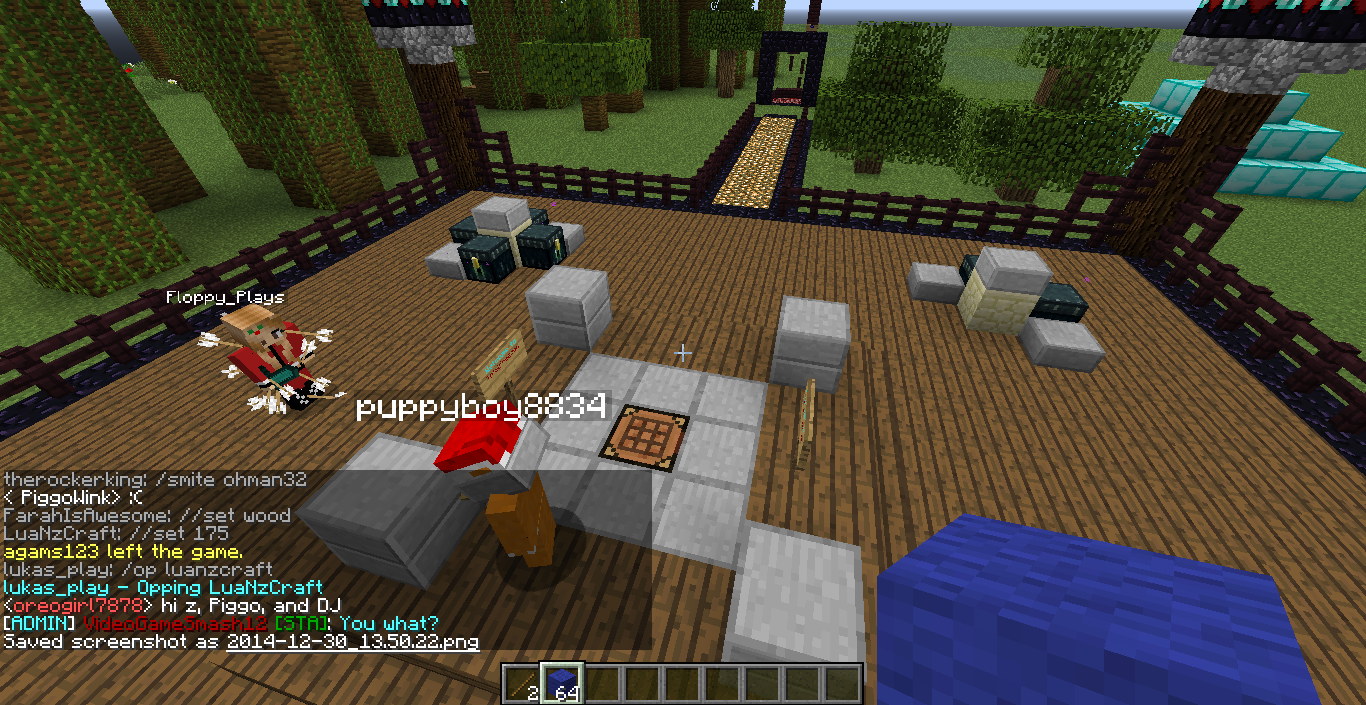 Floppy_Plays
puppyboy8834
therockerking: /smite ohman32
< PiggoWink> :C
FarahIsAwesome: //set wood
LuaNzCraft: //set 175
agams123 left the game.
lukas_play: /op luanzcraft
lukas_play - Opping LuaNzCraft
<oreogirl7878> hi z, Piggo, and DJ
[ADMIN] VideoGameSmash12 [STA]: You what?
Saved screenshot as 2014-12-30_13.50.22.png
2 64